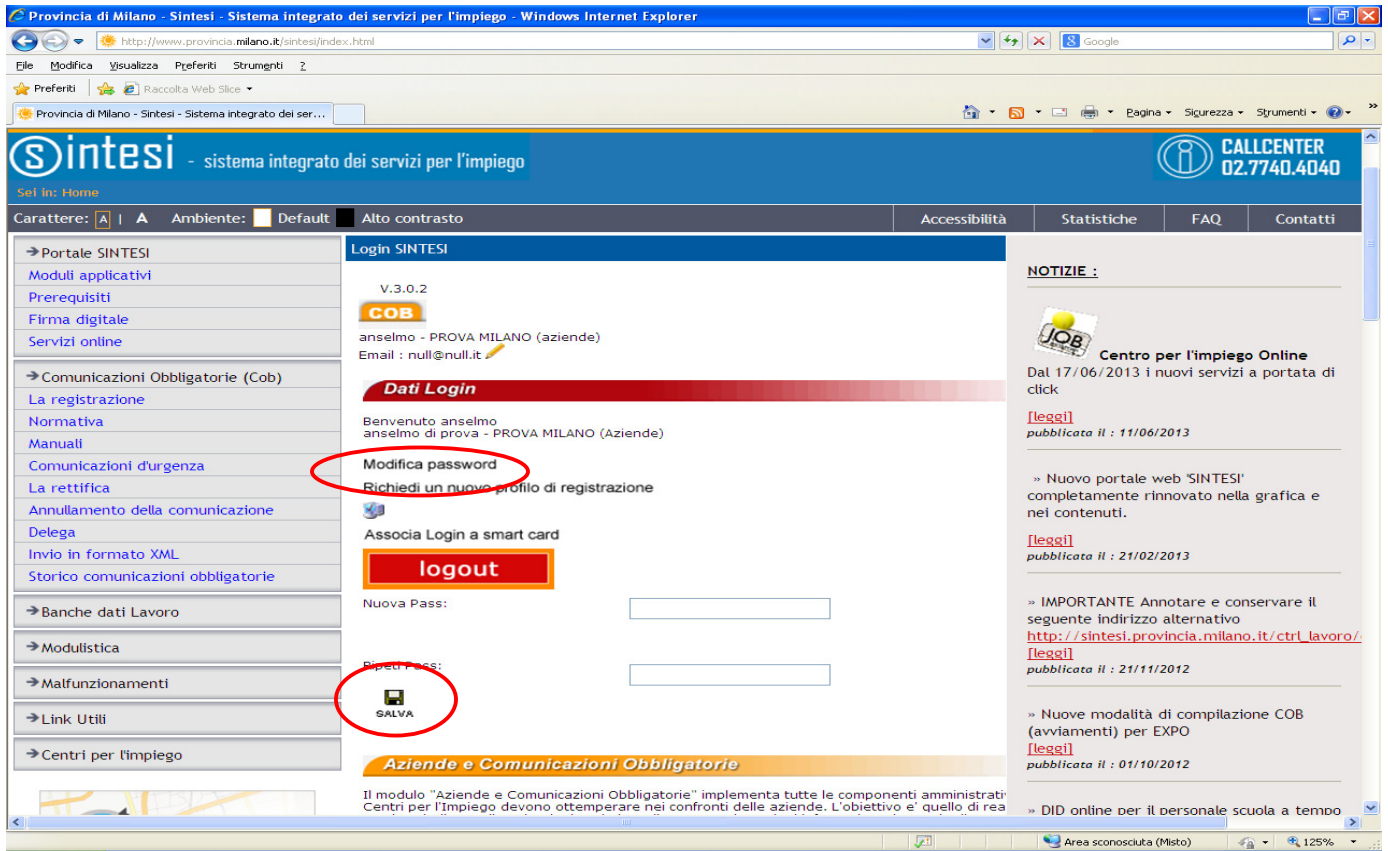 Provincia di Milano - Sintesi - Sistema integrato dei servizi per l'impiego - Windows Internet Explorer
http://www.provincia.milano.it/sintesi/index.html
Google
File Modifica Visualizza Preferiti Strumenti ?
Preferiti Raccolta Web Slice
Provincia di Milano - Sintesi - Sistema integrato dei ser...
Pagina Sicurezza Strumenti
sintesi - sistema integrato dei servizi per l'impiego
CALLCENTER
02.7740.4040
Sei in: Home
Carattere: A | A Ambiente: Default Alto contrasto
Accessibilità Statistiche FAQ Contatti
Portale SINTESI
Moduli applicativi
Prerequisiti
Firma digitale
Servizi online
Comunicazioni Obbligatorie (Cob)
La registrazione
Normativa
Manuali
Comunicazioni d'urgenza
La rettifica
Annullamento della comunicazione
Delega
Invio in formato XML
Storico comunicazioni obbligatorie
Banche dati Lavoro
Modulistica
Malfunzionamenti
Link Utili
Centri per l'impiego
Login SINTESI
V.3.0.2
COB
anselmo - PROVA MILANO (aziende)
Email : null@null.it
Dati Login
Benvenuto anselmo
anselmo di prova - PROVA MILANO (Aziende)
Modifica password
Richiedi un nuovo profilo di registrazione
Associa Login a smart card
logout
Nuova Pass:
Ripeti Pass:
SALVA
Aziende e Comunicazioni Obbligatorie
Il modulo "Aziende e Comunicazioni Obbligatorie" implementa tutte le componenti amministrati
Centri per l'Impiego devono ottemperare nei confronti delle aziende. L'obiettivo e' quello di rea
NOTIZIE :
JOB
Centro per l'impiego Online
Dal 17/06/2013 i nuovi servizi a portata di
click
[leggi]
pubblicata il : 11/06/2013
» Nuovo portale web 'SINTESI'
completamente rinnovato nella grafica e
nei contenuti.
[leggi]
pubblicata il : 21/02/2013
» IMPORTANTE Annotare e conservare il
seguente indirizzo alternativo
http://sintesi.provincia.milano.it/ctrl_lavoro/
[leggi]
pubblicata il : 21/11/2012
» Nuove modalità di compilazione COB
(avviamenti) per EXPO
[leggi]
pubblicata il : 01/10/2012
» DID online per il personale scuola a tempo
Area sconosciuta (Misto)
125%